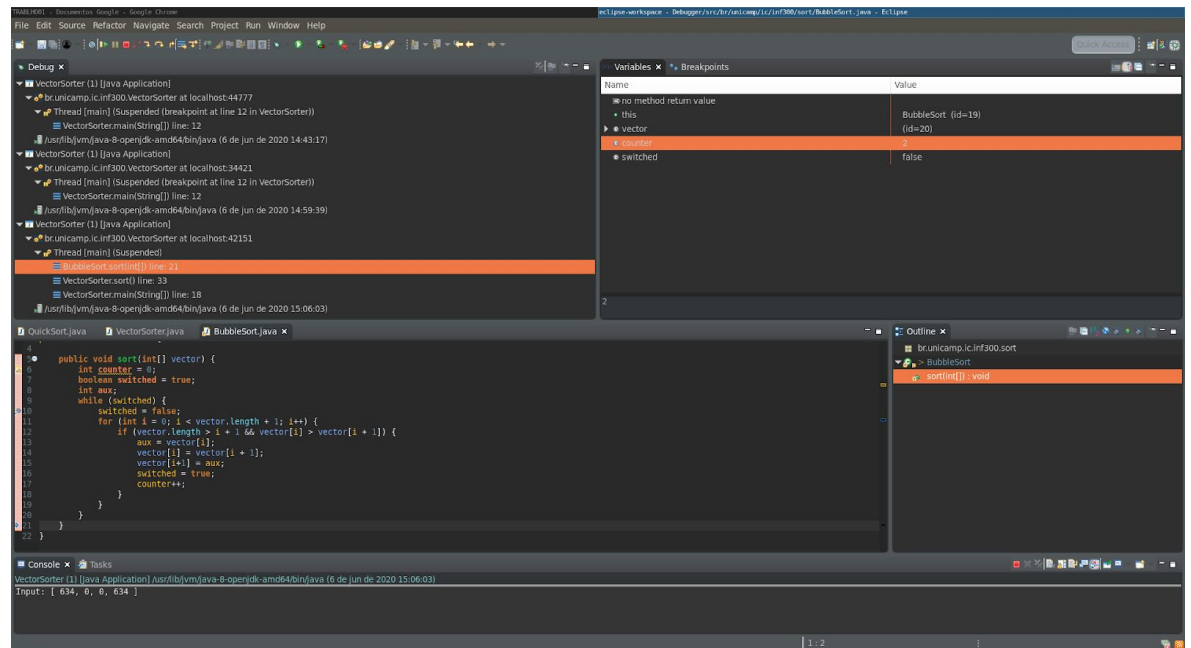 TRABLHO01 - Documentos Google - Google Chrome
eclipse-workspace - Debugger/src/br/unicamp/ic/inf300/sort/BubbleSort.java - Eclipse
File Edit Source Refactor Navigate Search Project Run Window Help
Quick Access
Debug
VectorSorter (1) [Java Application]
br.unicamp.ic.inf300.VectorSorter at localhost:44777
Thread [main] (Suspended (breakpoint at line 12 in VectorSorter))
VectorSorter.main(String[]) line: 12
/usr/lib/jvm/java-8-openjdk-amd64/bin/java (6 de jun de 2020 14:43:17)
VectorSorter (1) [Java Application]
br.unicamp.ic.inf300.VectorSorter at localhost:34421
Thread [main] (Suspended (breakpoint at line 12 in VectorSorter))
VectorSorter.main(String[]) line: 12
/usr/lib/jvm/java-8-openjdk-amd64/bin/java (6 de jun de 2020 14:59:39)
VectorSorter (1) [Java Application]
br.unicamp.ic.inf300.VectorSorter at localhost:42151
Thread [main] (Suspended)
BubbleSort.sort(int[]) line: 21
VectorSorter.sort() line: 33
VectorSorter.main(String[]) line: 18
/usr/lib/jvm/java-8-openjdk-amd64/bin/java (6 de jun de 2020 15:06:03)
Variables Breakpoints
Name Value
no method return value
this BubbleSort (id=19)
vector (id=20)
counter 2
switched false
2
QuickSort.java VectorSorter.java BubbleSort.java
4
5 public void sort(int[] vector) {
6 int counter = 0;
7 boolean switched = true;
8 int aux;
9 while (switched) {
10 switched = false;
11 for (int i = 0; i < vector.length + 1; i++) {
12 if (vector.length > i + 1 && vector[i] > vector[i + 1]) {
13 aux = vector[i];
14 vector[i] = vector[i + 1];
15 vector[i+1] = aux;
16 switched = true;
17 counter++;
18 }
19 }
20 }
21 }
22 }
Outline
br.unicamp.ic.inf300.sort
> BubbleSort
sort(int[]) : void
Console Tasks
VectorSorter (1) [Java Application] /usr/lib/jvm/java-8-openjdk-amd64/bin/java (6 de jun de 2020 15:06:03)
Input: [ 634, 0, 0, 634 ]
1 : 2